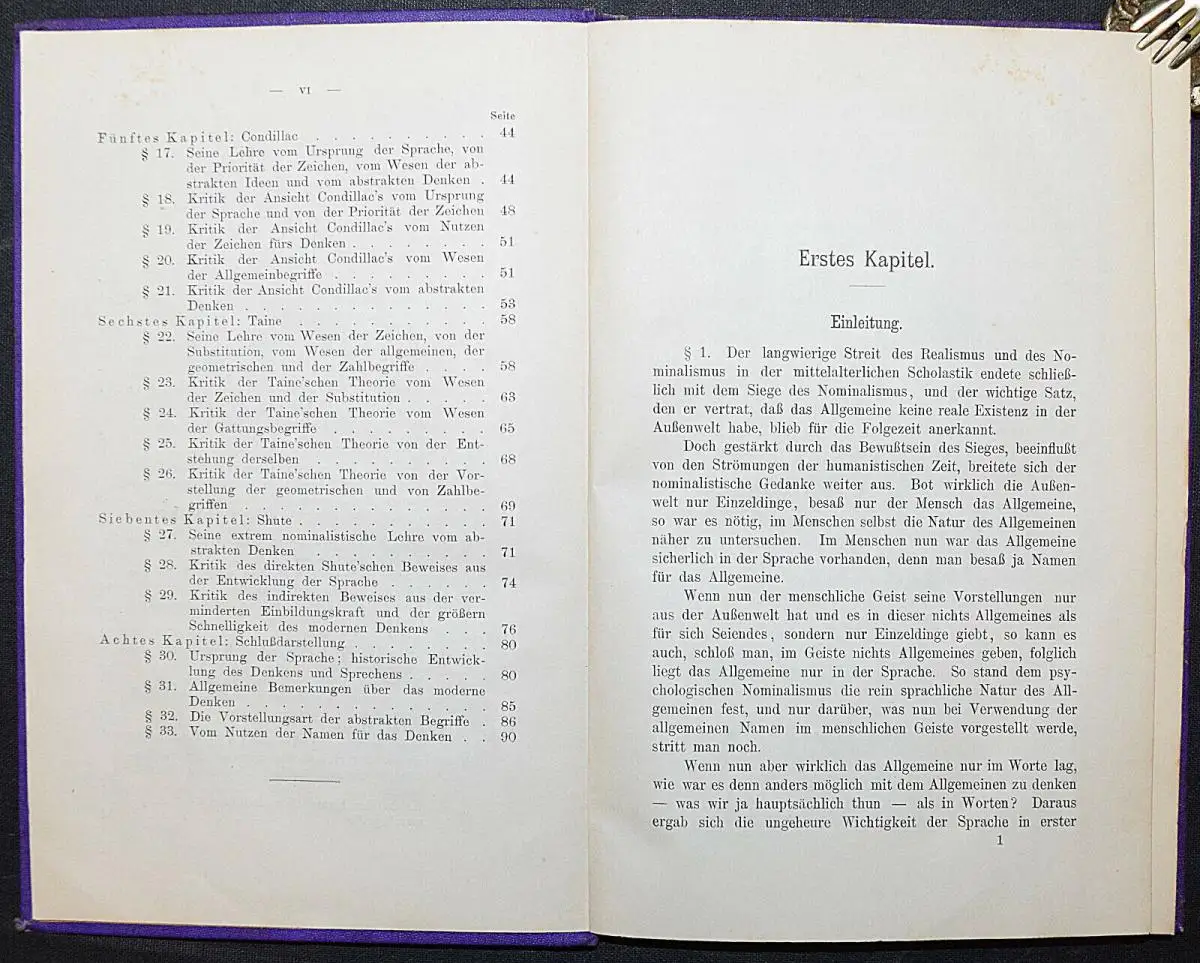 — VI —
Seite
Fünftes Kapitel: Condillac . . . . . . . . . . 44
§ 17. Seine Lehre vom Ursprung der Sprache, von
der Priorität der Zeichen, vom Wesen der ab-
strakten Ideen und vom abstrakten Denken . 44
§ 18. Kritik der Ansicht Condillac's vom Ursprung
der Sprache und von der Priorität der Zeichen 48
§ 19. Kritik der Ansicht Condillac's vom Nutzen
der Zeichen fürs Denken . . . . . . . . 51
§ 20. Kritik der Ansicht Condillac's vom Wesen
der Allgemeinbegriffe . . . . . . . . . 51
§ 21. Kritik der Ansicht Condillac's vom abstrakten
Denken . . . . . . . . . . . . . . 53
Sechstes Kapitel: Taine . . . . . . . . . . . 58
§ 22. Seine Lehre vom Wesen der Zeichen, von der
Substitution, vom Wesen der allgemeinen, der
geometrischen und der Zahlbegriffe . . . . 58
§ 23. Kritik der Taine'schen Theorie vom Wesen
der Zeichen und der Substitution . . . . . 63
§ 24. Kritik der Taine'schen Theorie vom Wesen
der Gattungsbegriffe . . . . . . . . . 65
§ 25. Kritik der Taine'schen Theorie von der Ent-
stehung derselben . . . . . . . . . . 68
§ 26. Kritik der Taine'schen Theorie von der Vor-
stellung der geometrischen und von Zahlbe-
griffen . . . . . . . . . . . . . . 69
Siebentes Kapitel: Shute . . . . . . . . . . . 71
§ 27. Seine extrem nominalistische Lehre vom ab-
strakten Denken . . . . . . . . . . . 71
§ 28. Kritik des direkten Shute'schen Beweises aus
der Entwicklung der Sprache . . . . . . 74
§ 29. Kritik des indirekten Beweises aus der ver-
minderten Einbildungskraft und der größern
Schnelligkeit des modernen Denkens . . . 76
Achtes Kapitel: Schlußdarstellung . . . . . . . 80
§ 30. Ursprung der Sprache; historische Entwick-
lung des Denkens und Sprechens . . . . . 80
§ 31. Allgemeine Bemerkungen über das moderne
Denken . . . . . . . . . . . . . . 85
§ 32. Die Vorstellungsart der abstrakten Begriffe . 86
§ 33. Vom Nutzen der Namen für das Denken . . 90
Erstes Kapitel.
Einleitung.
§ 1. Der langwierige Streit des Realismus und des No-
minalismus in der mittelalterlichen Scholastik endete schließ-
lich mit dem Siege des Nominalismus, und der wichtige Satz,
den er vertrat, daß das Allgemeine keine reale Existenz in der
Außenwelt habe, blieb für die Folgezeit anerkannt.
Doch gestärkt durch das Bewußtsein des Sieges, beeinflußt
von den Strömungen der humanistischen Zeit, breitete sich der
nominalistische Gedanke weiter aus. Bot wirklich die Außen-
welt nur Einzeldinge, besaß nur der Mensch das Allgemeine,
so war es nötig, im Menschen selbst die Natur des Allgemeinen
näher zu untersuchen. Im Menschen nun war das Allgemeine
sicherlich in der Sprache vorhanden, denn man besaß ja Namen
für das Allgemeine.
Wenn nun der menschliche Geist seine Vorstellungen nur
aus der Außenwelt hat und es in dieser nichts Allgemeines als
für sich Seiendes, sondern nur Einzeldinge giebt, so kann es
auch, schloß man, im Geiste nichts Allgemeines geben, folglich
liegt das Allgemeine nur in der Sprache. So stand dem psy-
chologischen Nominalismus die rein sprachliche Natur des All-
gemeinen fest, und nur darüber, was nun bei Verwendung der
allgemeinen Namen im menschlichen Geiste vorgestellt werde,
stritt man noch.
Wenn nun aber wirklich das Allgemeine nur im Worte lag,
wie war es denn anders möglich mit dem Allgemeinen zu denken
— was wir ja hauptsächlich thun — als in Worten? Daraus
ergab sich die ungeheure Wichtigkeit der Sprache in erster
1